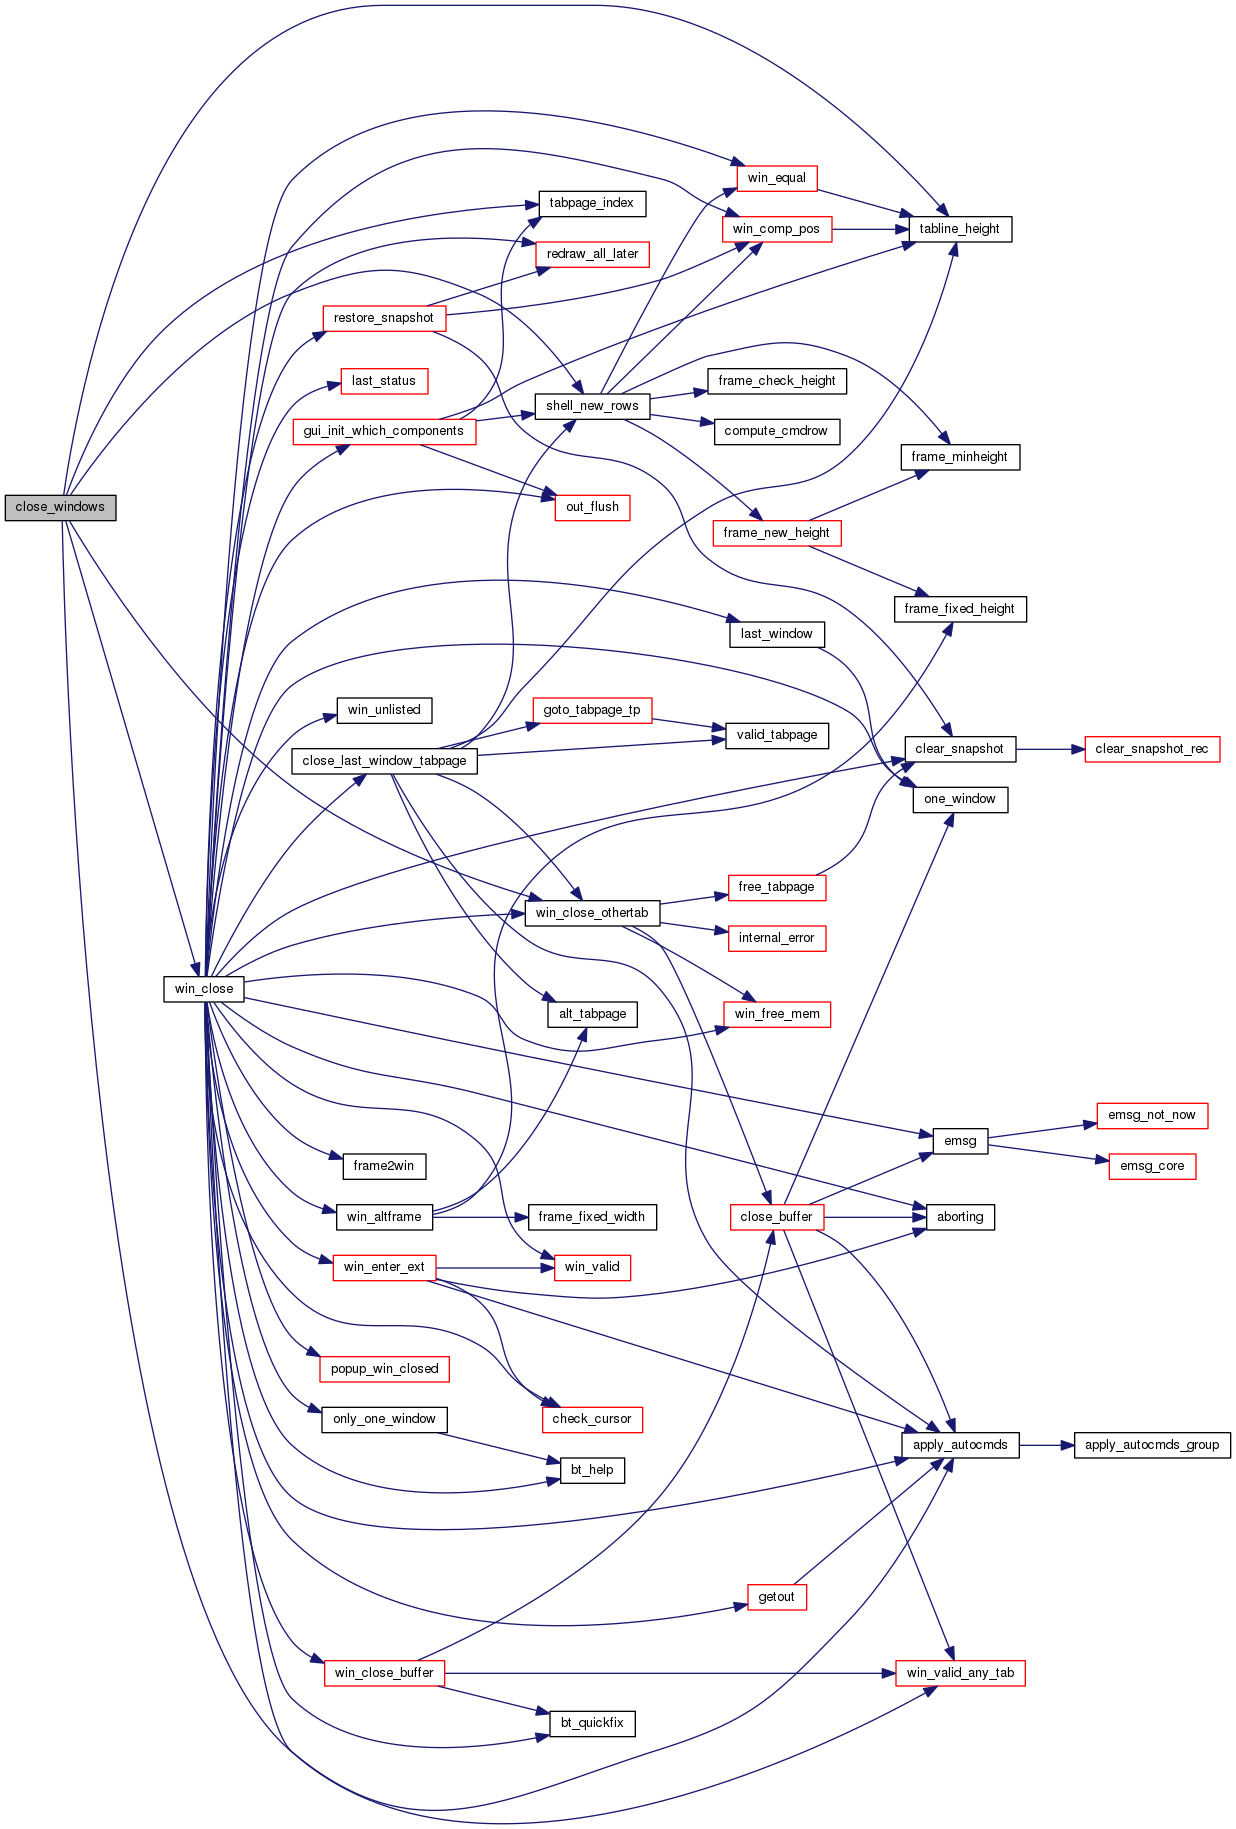 close_windows
win_close
restore_snapshot
last_status
gui_init_which_components
win_unlisted
close_last_window_tabpage
frame2win
win_altframe
win_enter_ext
popup_win_closed
only_one_window
win_close_buffer
tabpage_index
redraw_all_later
shell_new_rows
out_flush
goto_tabpage_tp
win_close_othertab
alt_tabpage
frame_fixed_width
win_valid
check_cursor
bt_help
bt_quickfix
win_equal
win_comp_pos
frame_check_height
compute_cmdrow
frame_new_height
last_window
valid_tabpage
free_tabpage
internal_error
win_free_mem
close_buffer
getout
tabline_height
frame_minheight
frame_fixed_height
clear_snapshot
one_window
emsg
aborting
apply_autocmds
win_valid_any_tab
clear_snapshot_rec
emsg_not_now
emsg_core
apply_autocmds_group